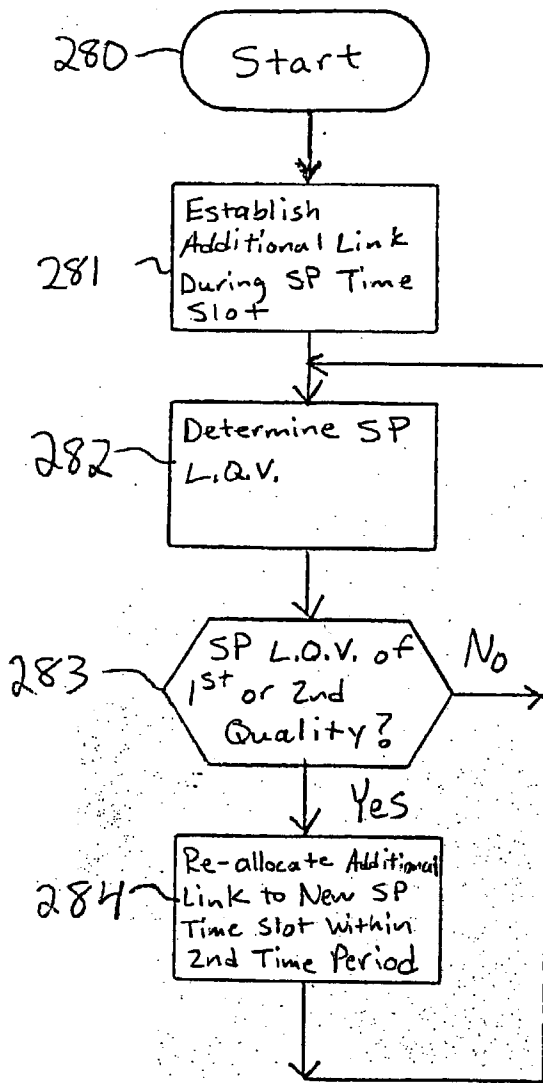 280
Start
281
Establish
Additional Link
During SP Time
Slot
282
Determine SP
L.Q.V.
283
SP L.Q.V. of
1st or 2nd
Quality?
No
Yes
284
Re-allocate Additional
Link to New SP
Time Slot Within
2nd Time Period